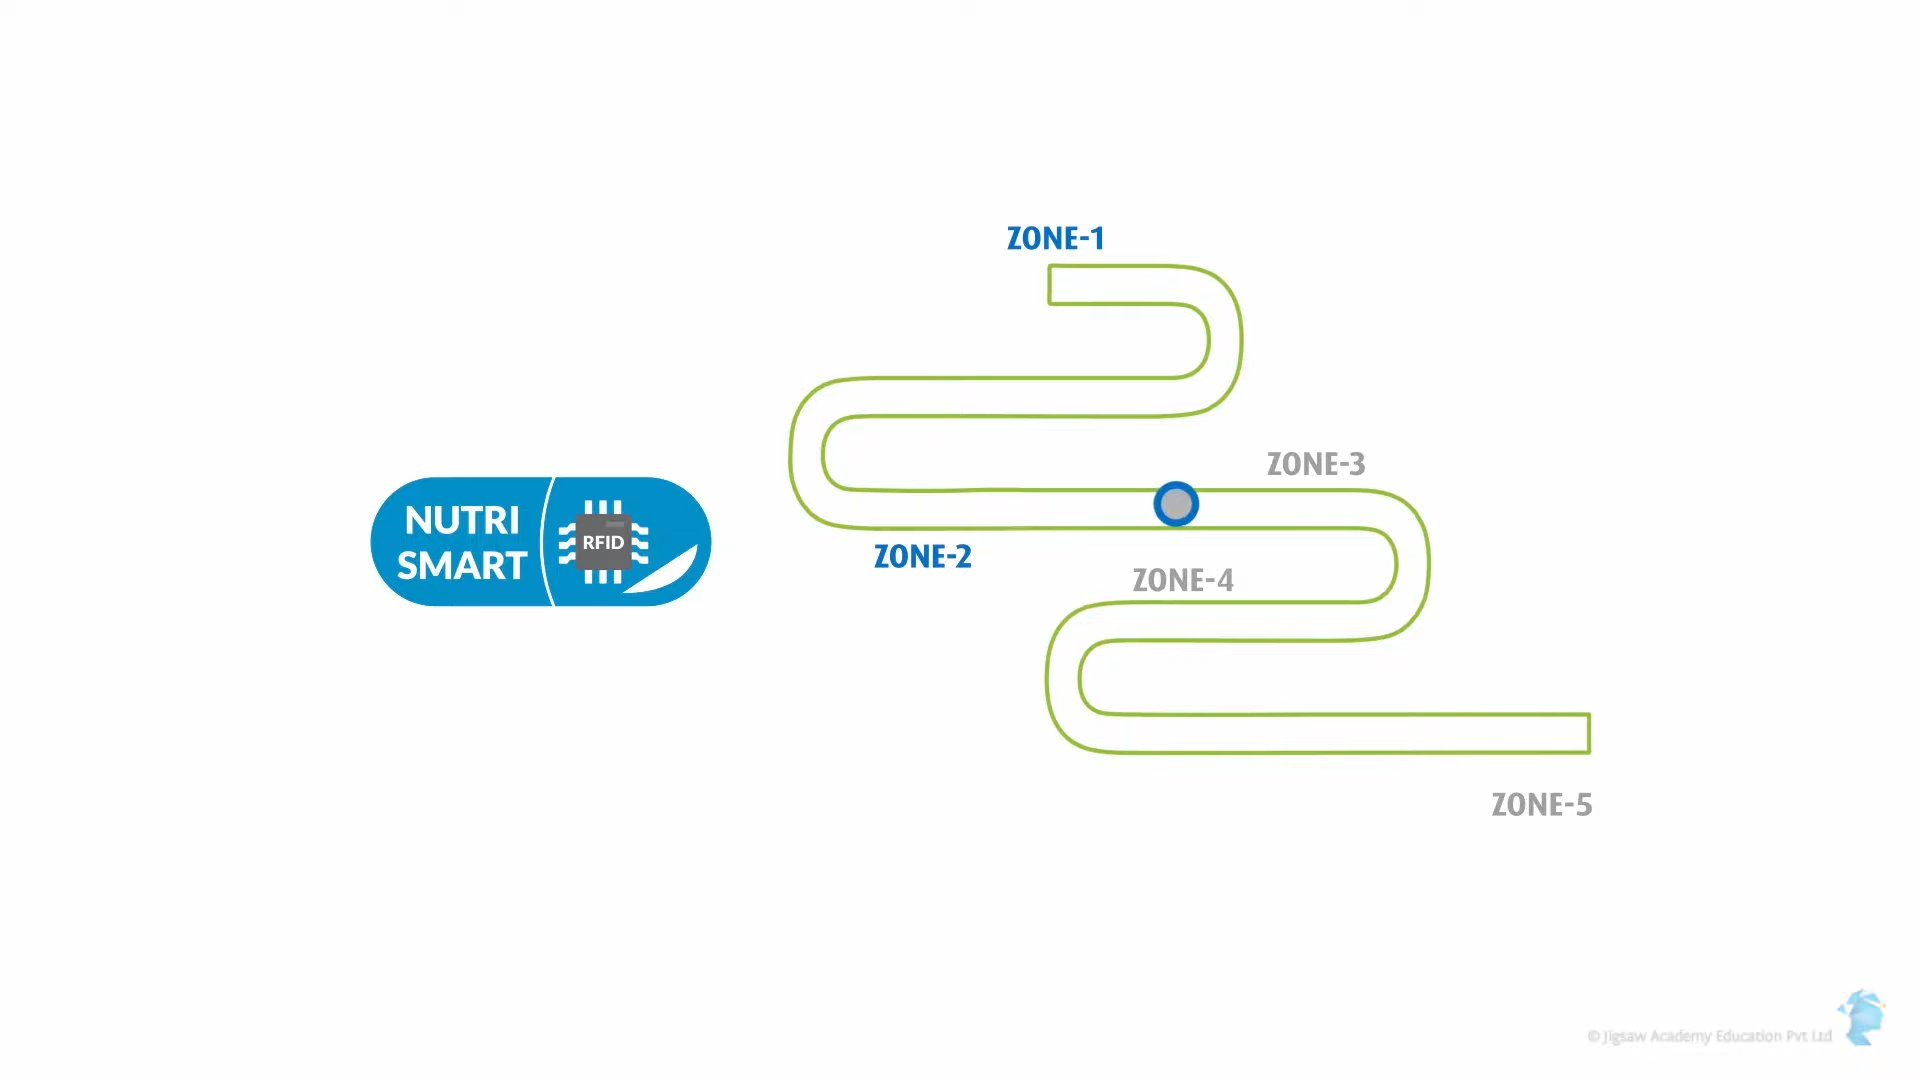 NUTRI
SMART
RFID
ZONE-1
ZONE-2
ZONE-3
ZONE-4
ZONE-5
© Jigsaw Academy Education Pvt Ltd